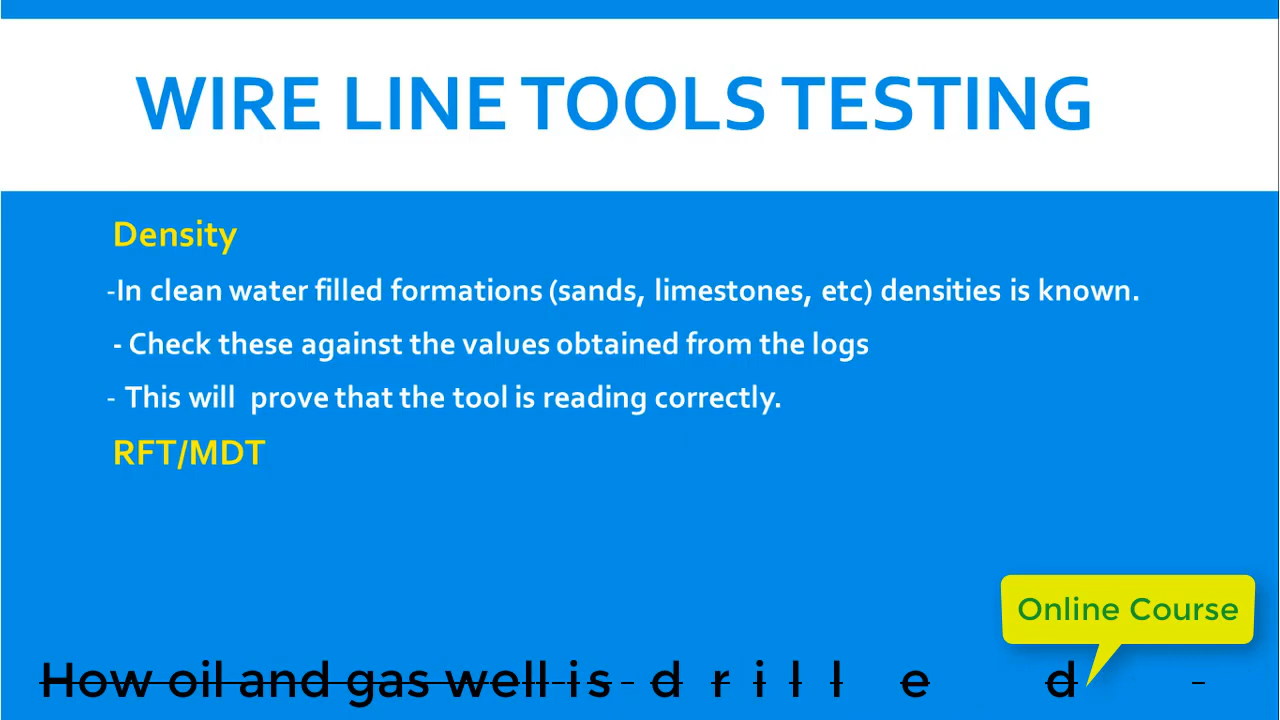 WIRE LINE TOOLS TESTING
Density
-In clean water filled formations (sands, limestones, etc) densities is known.
- Check these against the values obtained from the logs
- This will prove that the tool is reading correctly.
RFT/MDT
Online Course
How oil and gas well is drilled